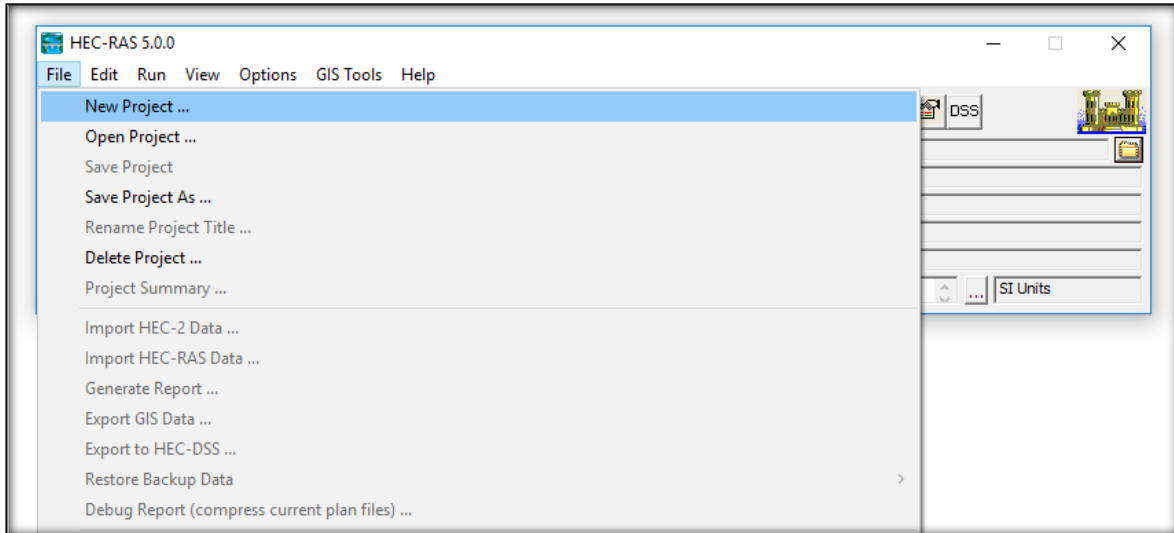 HEC-RAS 5.0.0
File Edit Run View Options GIS Tools Help
New Project ...
DSS
Open Project ...
Save Project
Save Project As ...
Rename Project Title ...
Delete Project ...
Project Summary ...
... SI Units
Import HEC-2 Data ...
Import HEC-RAS Data ...
Generate Report ...
Export GIS Data ...
Export to HEC-DSS ...
Restore Backup Data
Debug Report (compress current plan files) ...